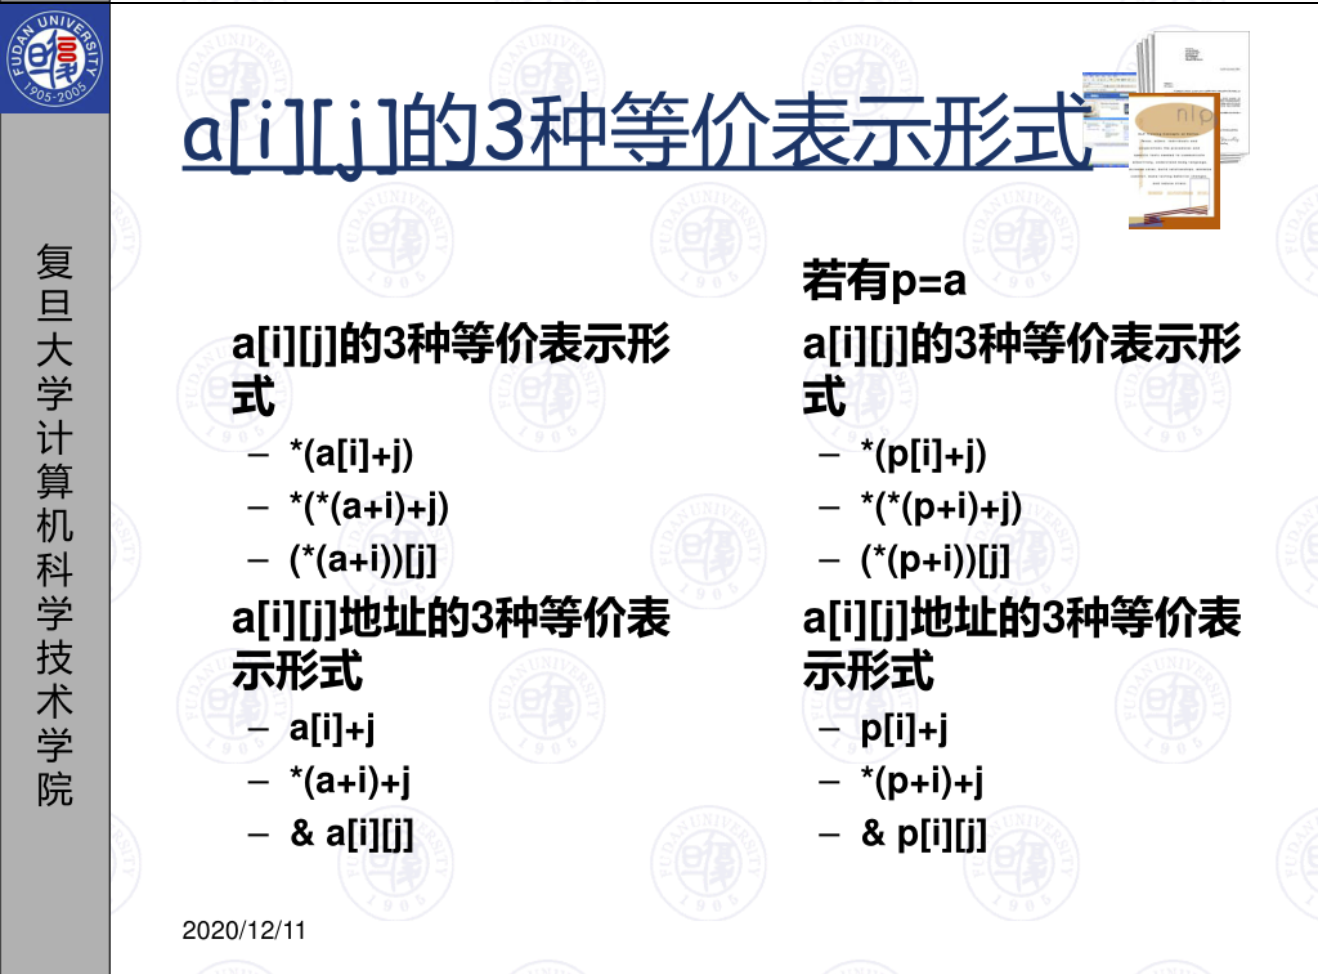 a[i][j]的3种等价表示形式
复旦大学计算机科学技术学院
a[i][j]的3种等价表示形
式
– *(a[i]+j)
– *(*(a+i)+j)
– (*(a+i))[j]
a[i][j]地址的3种等价表
示形式
– a[i]+j
– *(a+i)+j
– & a[i][j]
若有p=a
a[i][j]的3种等价表示形
式
– *(p[i]+j)
– *(*(p+i)+j)
– (*(p+i))[j]
a[i][j]地址的3种等价表
示形式
– p[i]+j
– *(p+i)+j
– & p[i][j]
2020/12/11
FUDAN UNIVERSITY
1905-2005
nlp